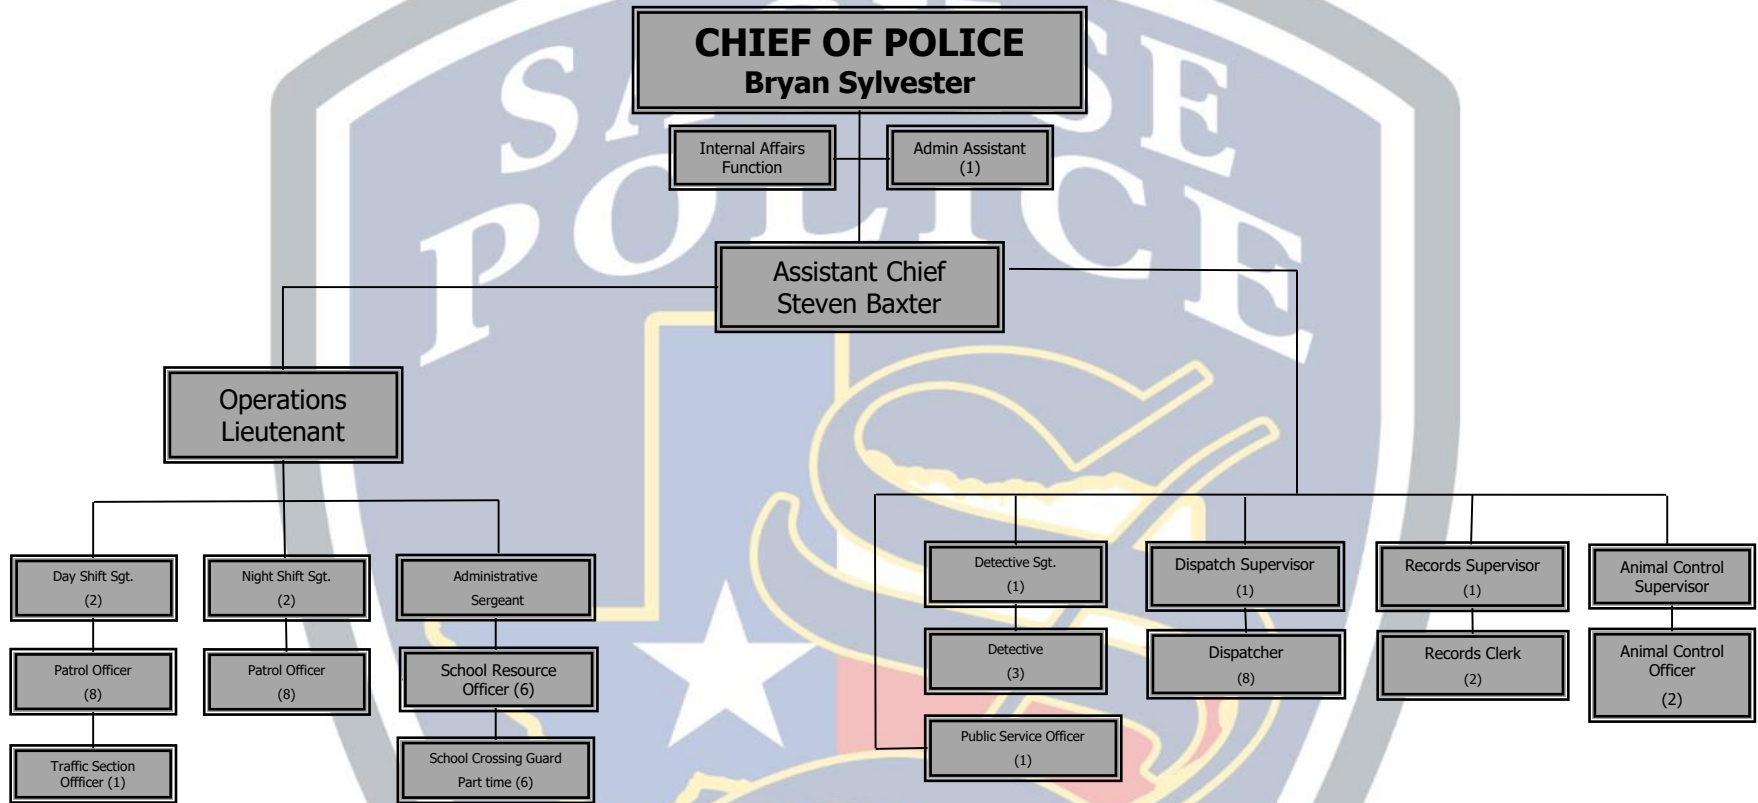 CHIEF OF POLICE
Bryan Sylvester
Internal Affairs
Function
Admin Assistant
(1)
Assistant Chief
Steven Baxter
Operations
Lieutenant
Day Shift Sgt.
(2)
Night Shift Sgt.
(2)
Administrative
Sergeant
Detective Sgt.
(1)
Dispatch Supervisor
(1)
Records Supervisor
(1)
Animal Control
Supervisor
Patrol Officer
(8)
Patrol Officer
(8)
School Resource
Officer (6)
Detective
(3)
Dispatcher
(8)
Records Clerk
(2)
Animal Control
Officer
(2)
Traffic Section
Offficer (1)
School Crossing Guard
Part time (6)
Public Service Officer
(1)
POLICE